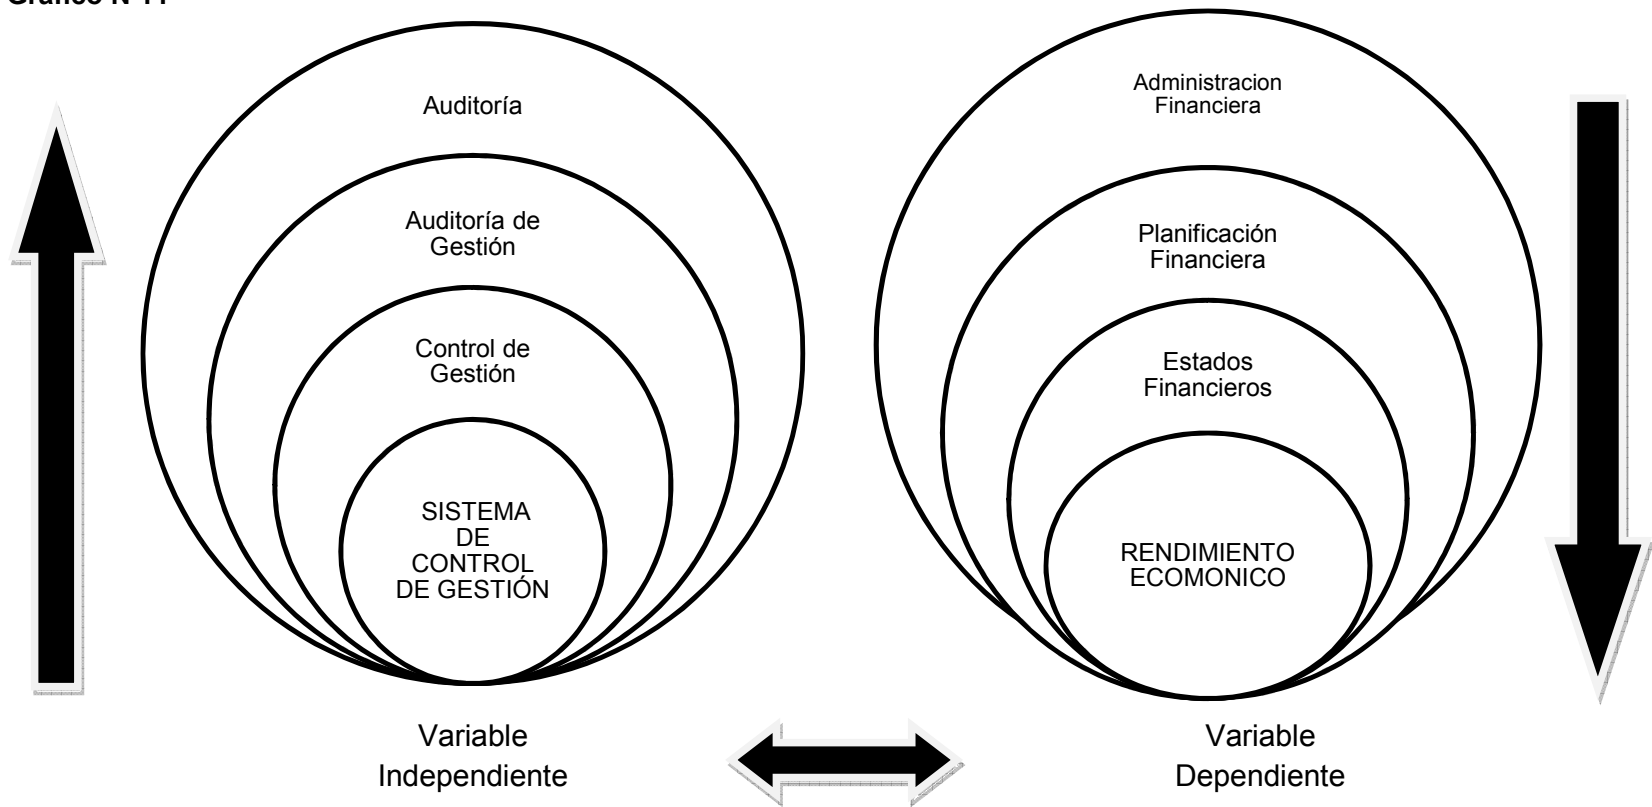 Auditoría
Auditoría de
Gestión
Control de
Gestión
SISTEMA
DE
CONTROL
DE GESTIÓN
Variable
Independiente
Administracion
Financiera
Planificación
Financiera
Estados
Financieros
RENDIMIENTO
ECOMONICO
Variable
Dependiente